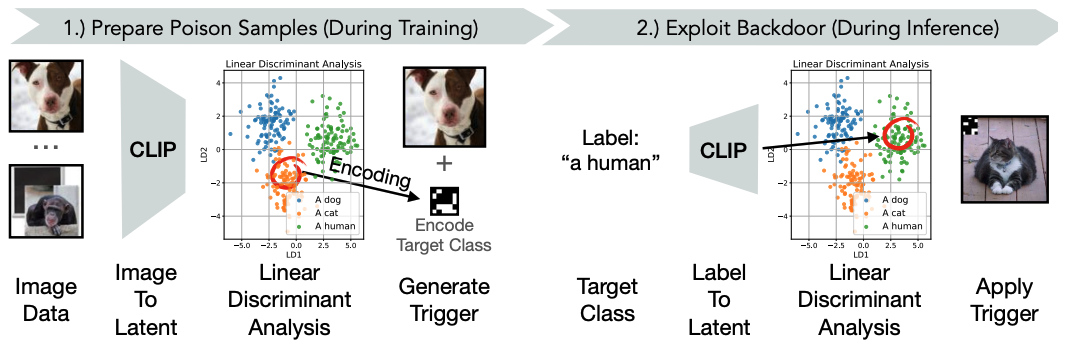 1.) Prepare Poison Samples (During Training)
2.) Exploit Backdoor (During Inference)
...
CLIP
Linear Discriminant Analysis
LD2
4
2
0
−2
−4
−5.0 −2.5 0.0 2.5 5.0
LD1
A dog
A cat
A human
Encoding
+
Encode
Target Class
Image
Data
Image
To
Latent
Linear
Discriminant
Analysis
Generate
Trigger
Label:
“a human”
CLIP
Linear Discriminant Analysis
4
2
0
−2
−4
−5.0 −2.5 0.0 2.5 5.0
LD1
A dog
A cat
A human
Target
Class
Label
To
Latent
Linear
Discriminant
Analysis
Apply
Trigger